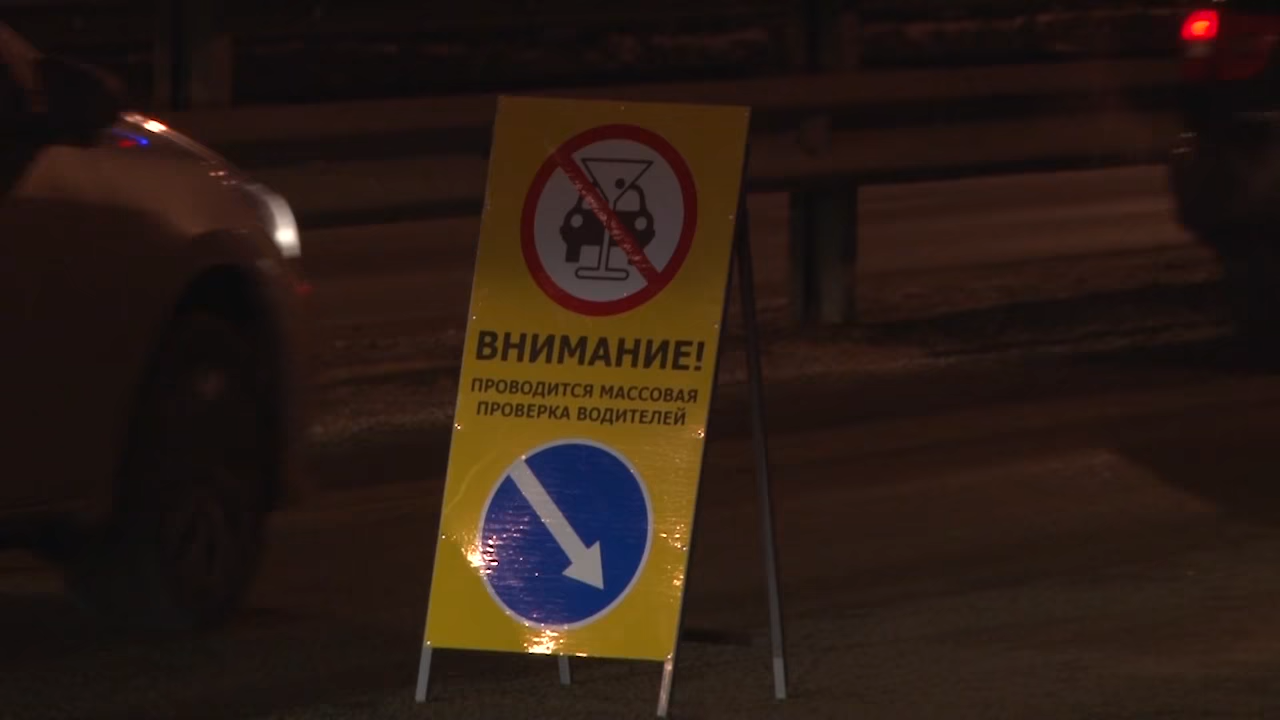 ВНИМАНИЕ!
ПРОВОДИТСЯ МАССОВАЯ
ПРОВЕРКА ВОДИТЕЛЕЙ